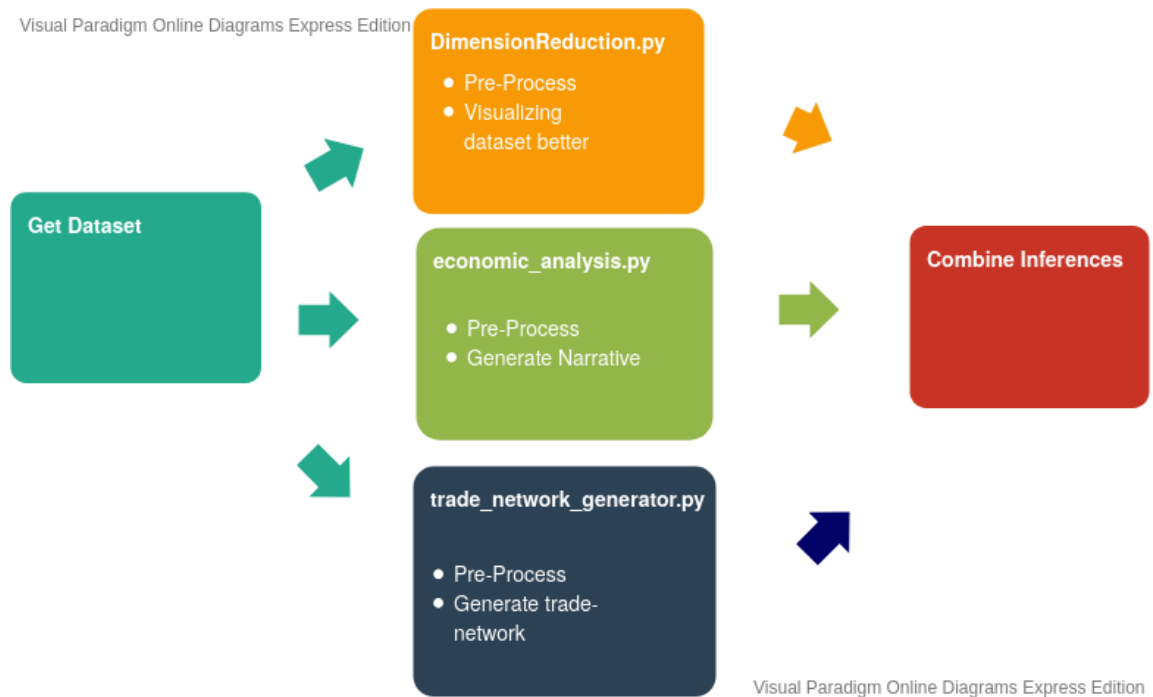 Visual Paradigm Online Diagrams Express Edition
DimensionReduction.py
Pre-Process
Visualizing
dataset better
Get Dataset
economic_analysis.py
Pre-Process
Generate Narrative
Combine Inferences
trade_network_generator.py
Pre-Process
Generate trade-
network
Visual Paradigm Online Diagrams Express Edition